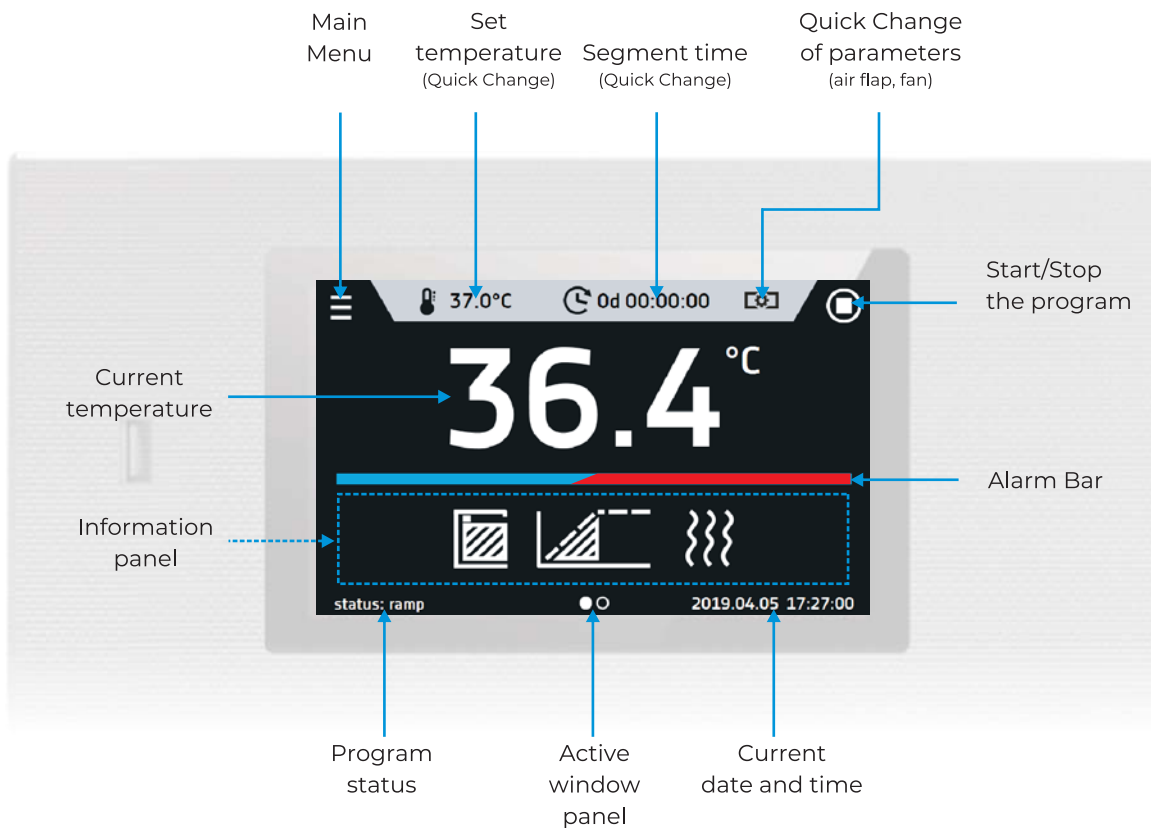 Main
Menu
Set
temperature
(Quick Change)
Segment time
(Quick Change)
Quick Change
of parameters
(air flap, fan)
37.0°C
0d 00:00:00
Start/Stop
the program
36.4 °C
Current
temperature
Alarm Bar
Information
panel
status: ramp
2019.04.05 17:27:00
Program
status
Active
window
panel
Current
date and time